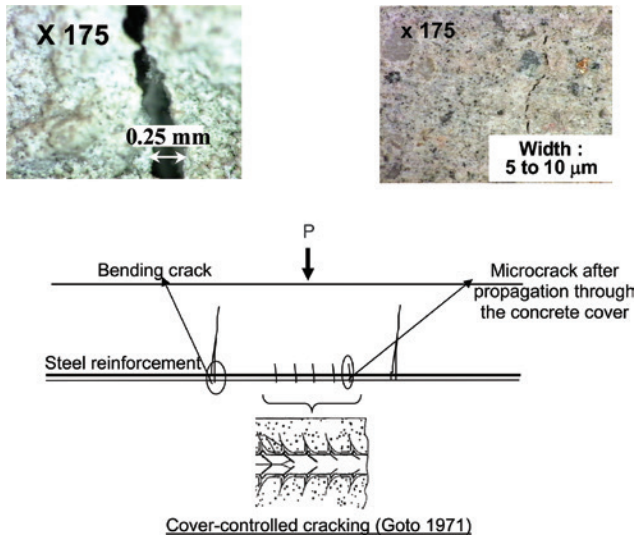 X 175
0.25 mm
x 175
Width :
5 to 10 µm
P
Bending crack
Microcrack after
propagation through
the concrete cover
Steel reinforcement
Cover-controlled cracking (Goto 1971)